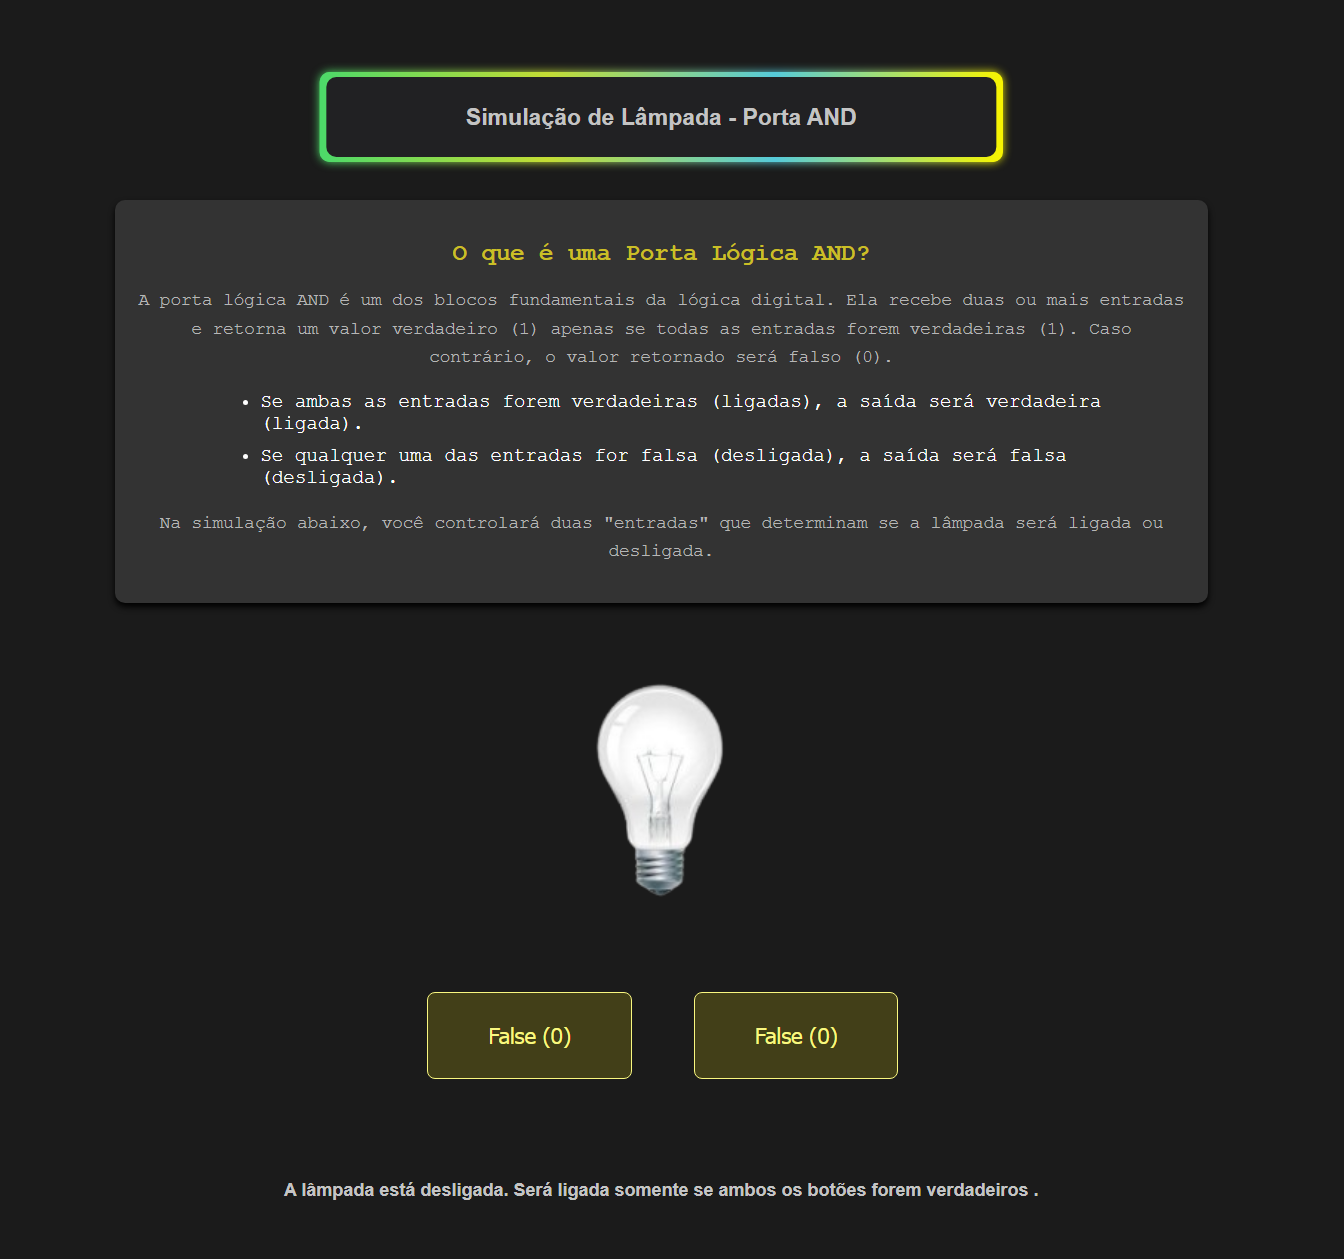 Simulação de Lâmpada - Porta AND
O que é uma Porta Lógica AND?
A porta lógica AND é um dos blocos fundamentais da lógica digital. Ela recebe duas ou mais entradas
e retorna um valor verdadeiro (1) apenas se todas as entradas forem verdadeiras (1). Caso
contrário, o valor retornado será falso (0).
• Se ambas as entradas forem verdadeiras (ligadas), a saída será verdadeira
(ligada).
• Se qualquer uma das entradas for falsa (desligada), a saída será falsa
(desligada).
Na simulação abaixo, você controlará duas "entradas" que determinam se a lâmpada será ligada ou
desligada.
False (0)
False (0)
A lâmpada está desligada. Será ligada somente se ambos os botões forem verdadeiros .